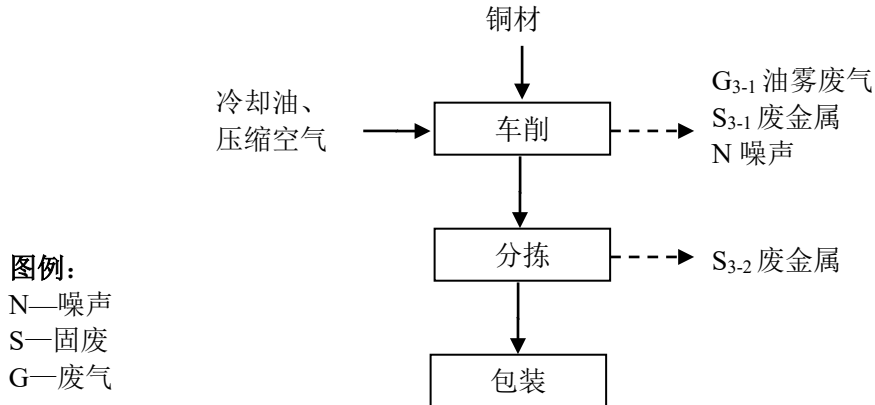 铜材
冷却油、
压缩空气
车削
G3-1 油雾废气
S3-1 废金属
N 噪声
分拣
S3-2 废金属
图例：
N—噪声
S—固废
G—废气
包装